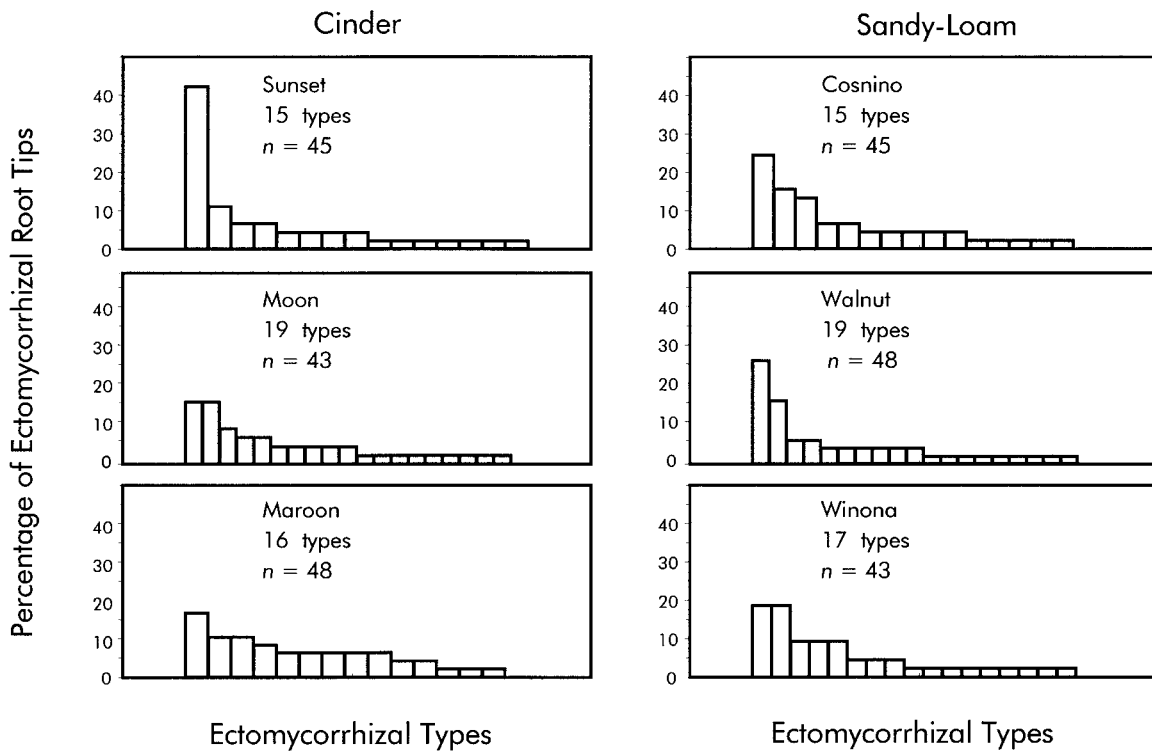 Cinder
Sandy-Loam
Percentage of Ectomycorrhizal Root Tips
Sunset
15 types
n = 45
40
30
20
10
0
Cosnino
15 types
n = 45
40
30
20
10
0
Moon
19 types
n = 43
40
30
20
10
0
Walnut
19 types
n = 48
40
30
20
10
0
Maroon
16 types
n = 48
40
30
20
10
0
Winona
17 types
n = 43
40
30
20
10
0
Ectomycorrhizal Types
Ectomycorrhizal Types